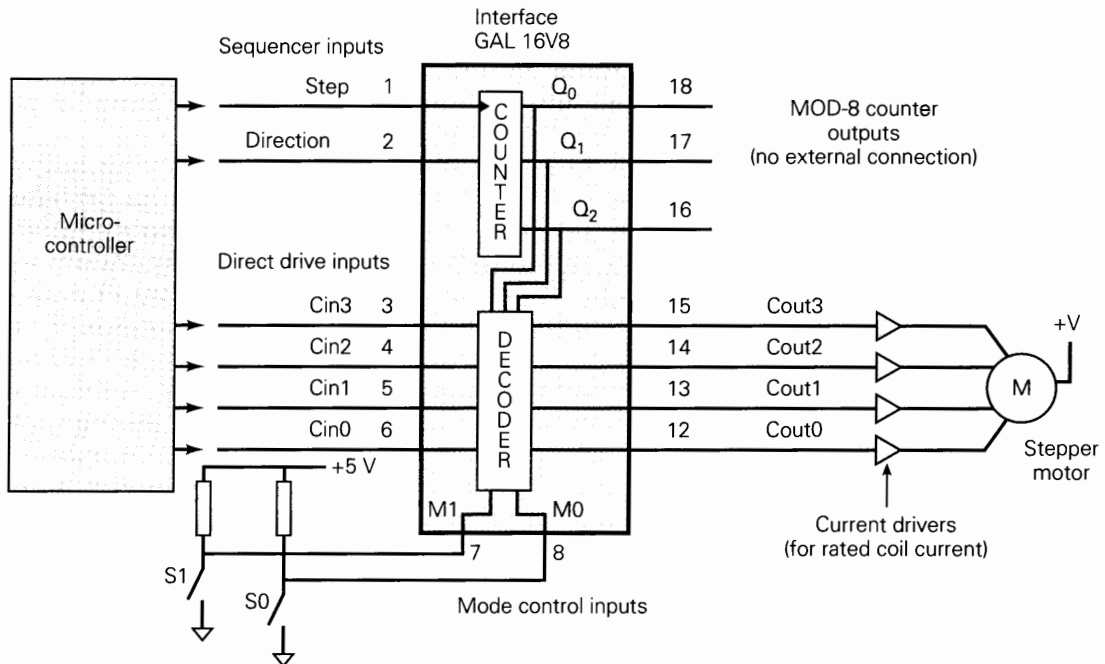 Interface
GAL 16V8
Sequencer inputs
Step 1
Q0
18
Direction 2
Q1
17
Q2
16
COUNTER
MOD-8 counter
outputs
(no external connection)
Micro-
controller
Direct drive inputs
Cin3 3
15 Cout3
Cin2 4
14 Cout2
Cin1 5
13 Cout1
Cin0 6
12 Cout0
DECODER
+V
M
Stepper
motor
+5 V
M1
M0
7
8
S1
S0
Mode control inputs
Current drivers
(for rated coil current)